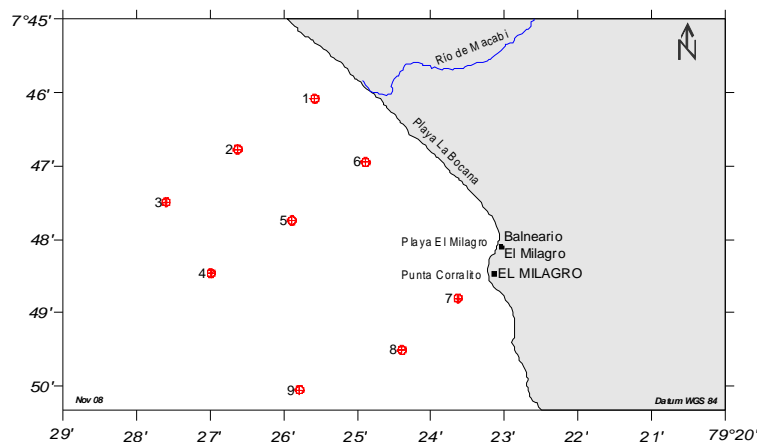 7°45'
N
Rio de Macabi
46'
1
Playa La Bocana
2
47'
6
3
5
48'
Playa El Milagro
Balneario
El Milagro
4
Punta Corralito
EL MILAGRO
7
49'
8
50'
9
Nov 08
Datum WGS 84
29'
28'
27'
26'
25'
24'
23'
22'
21'
79°20'